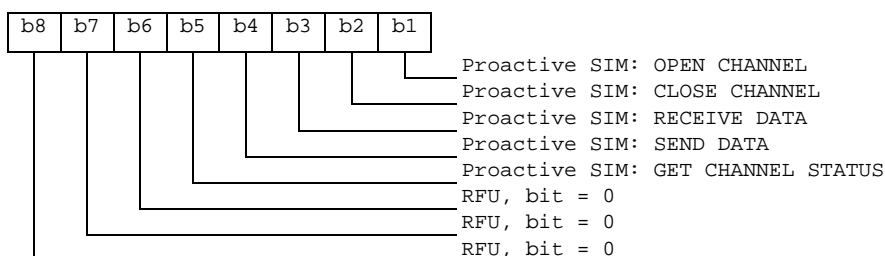 b8 b7 b6 b5 b4 b3 b2 b1
Proactive SIM: OPEN CHANNEL
Proactive SIM: CLOSE CHANNEL
Proactive SIM: RECEIVE DATA
Proactive SIM: SEND DATA
Proactive SIM: GET CHANNEL STATUS
RFU, bit = 0
RFU, bit = 0
RFU, bit = 0